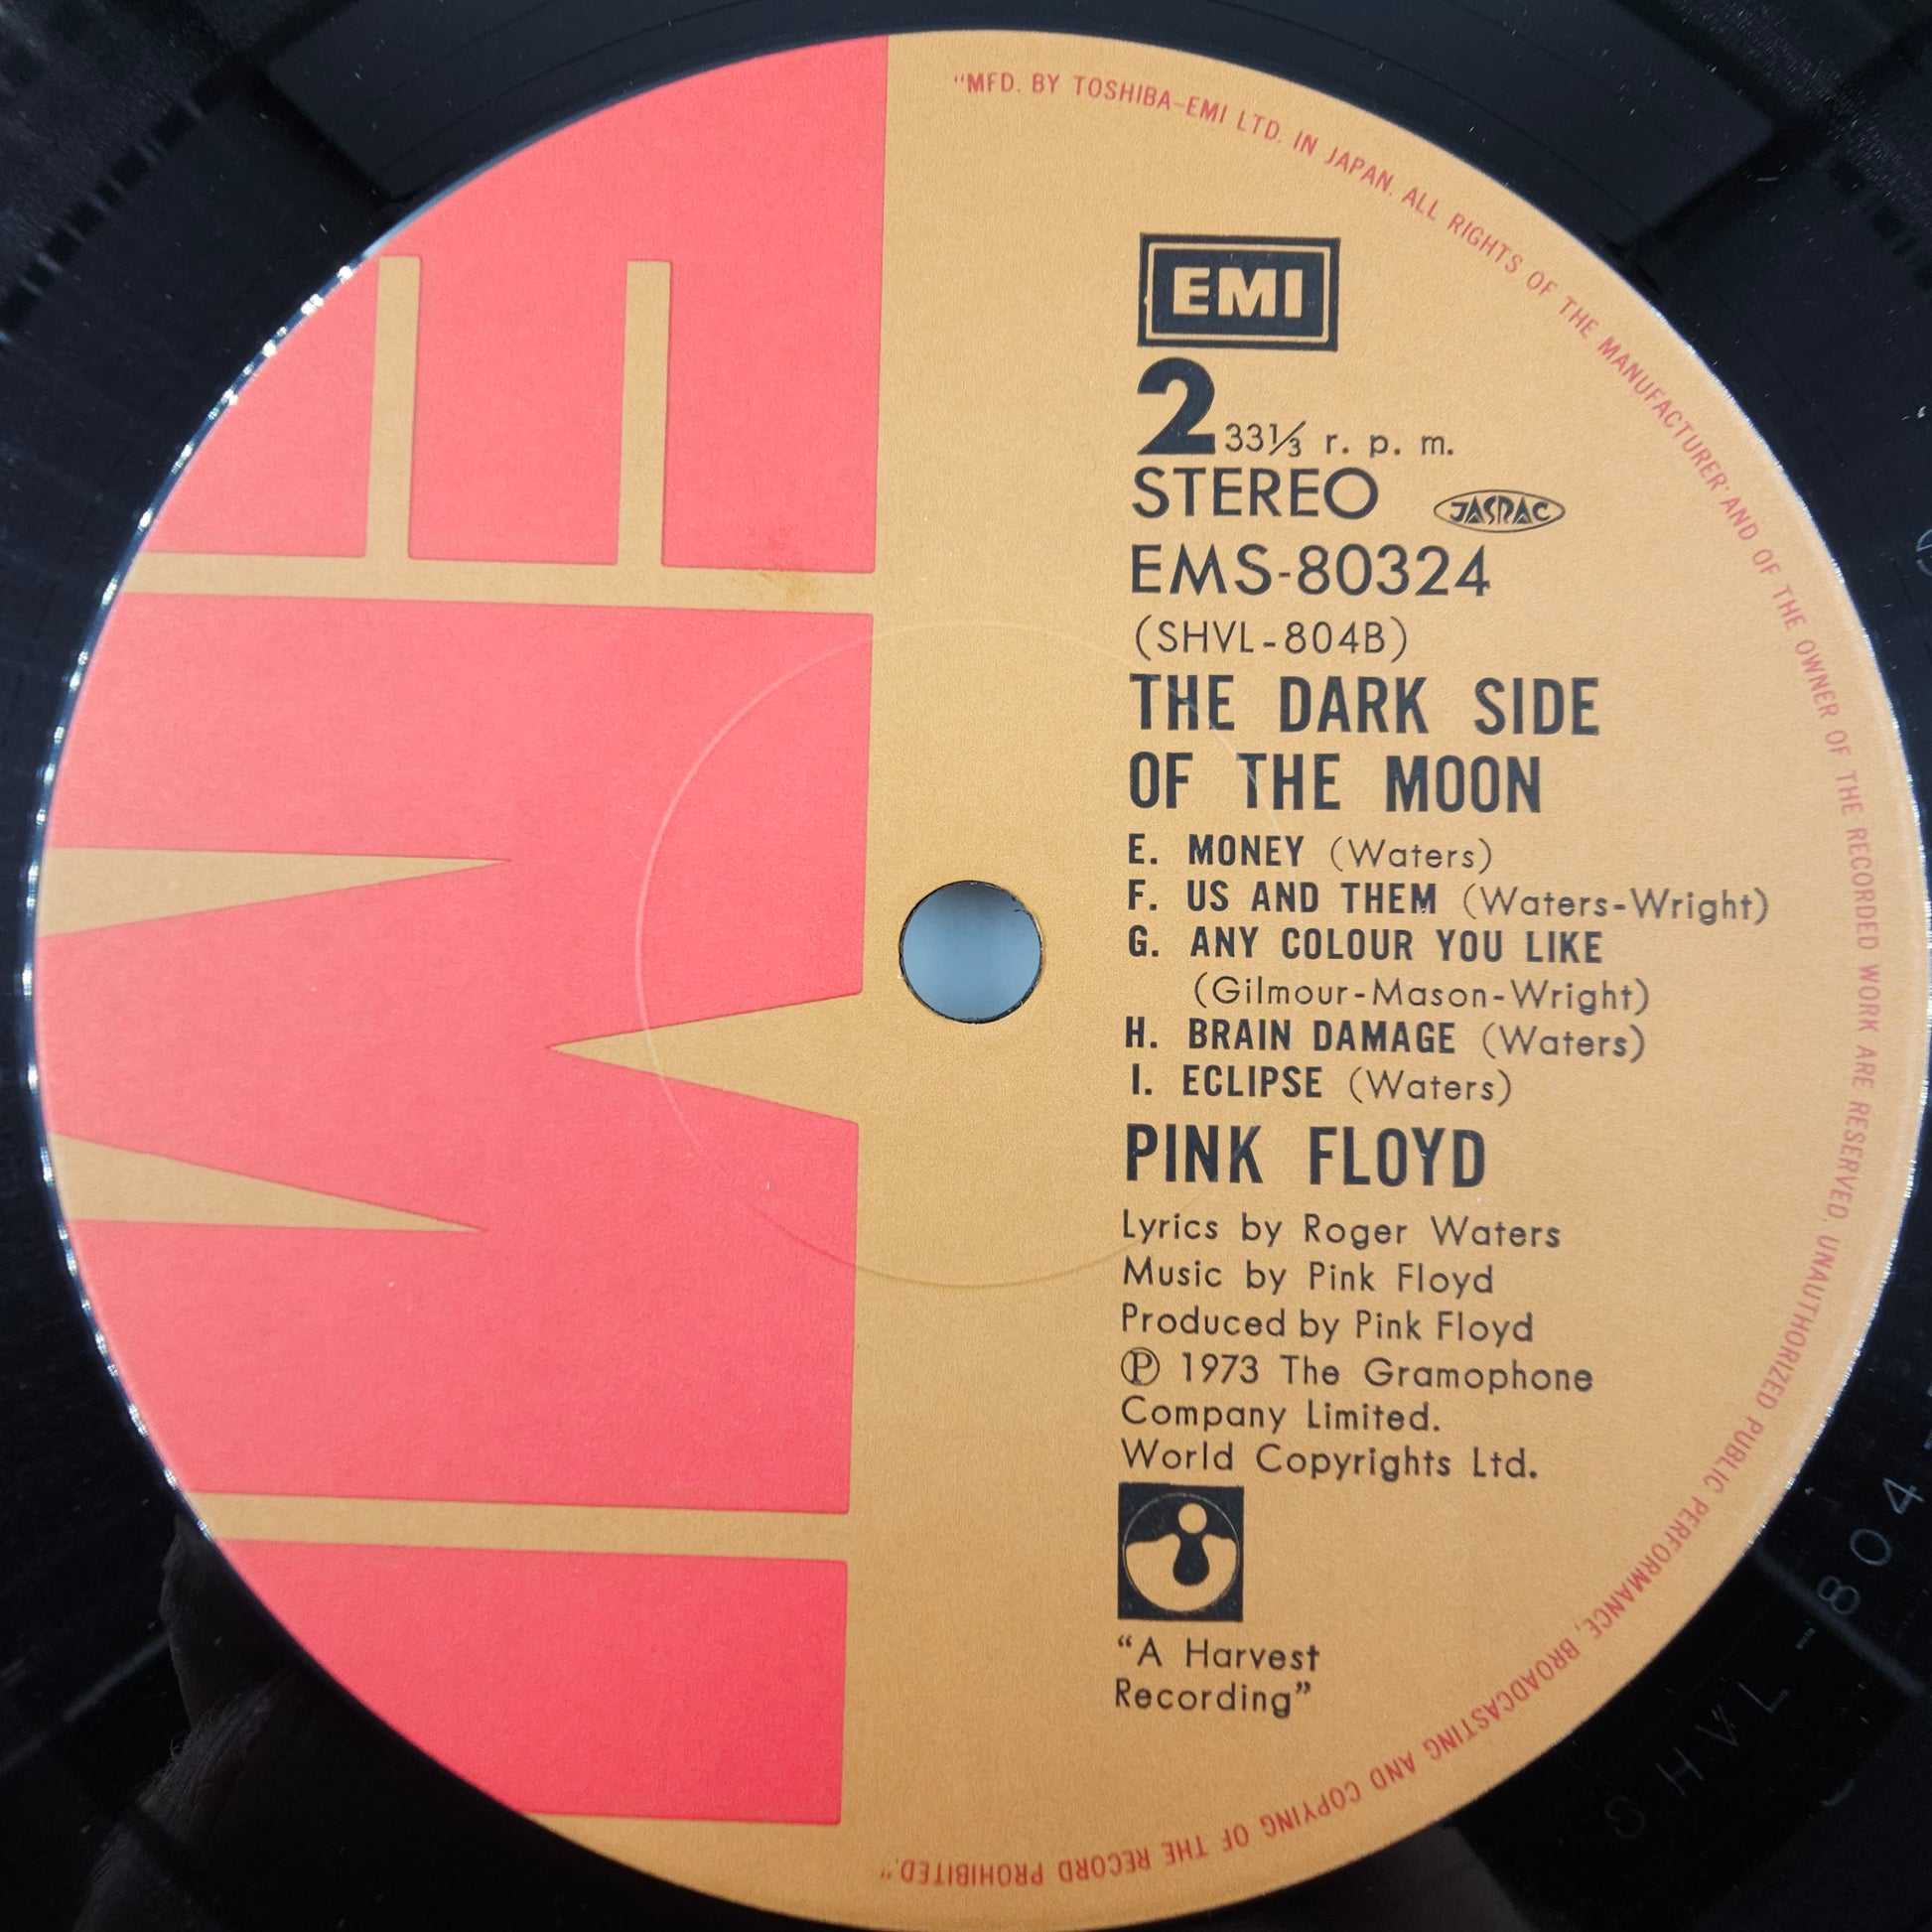 "MFD. BY TOSHIBA-EMI LTD. IN JAPAN. ALL RIGHTS OF THE MANUFACTURER AND OF THE OWNER OF THE RECORDED WORK ARE RESERVED. UNAUTHORIZED PUBLIC PERFORMANCE, BROADCASTING AND COPYING OF THE RECORD PROHIBITED."
EMI
EMI
2 33⅓ r. p. m.
STEREO JASRAC
EMS-80324
(SHVL-804B)
THE DARK SIDE
OF THE MOON
E. MONEY (Waters)
F. US AND THEM (Waters-Wright)
G. ANY COLOUR YOU LIKE
(Gilmour-Mason-Wright)
H. BRAIN DAMAGE (Waters)
I. ECLIPSE (Waters)
PINK FLOYD
Lyrics by Roger Waters
Music by Pink Floyd
Produced by Pink Floyd
Ⓟ 1973 The Gramophone
Company Limited.
World Copyrights Ltd.
"A Harvest
Recording"
SHVL-804